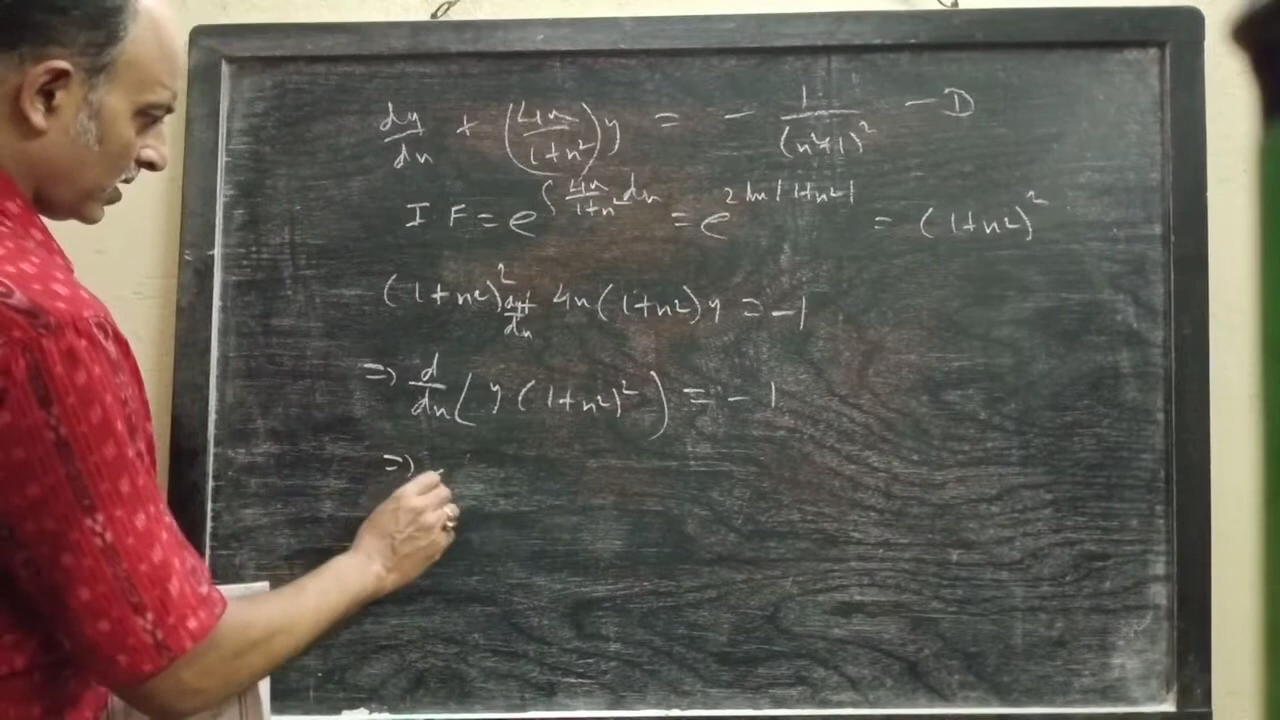 dy/dx + (4x/1+x²)y = - 1/(x²+1)² - D
I F = e^∫ 4x/1+x² dx = e^2 ln|1+x²| = (1+x²)²
(1+x²)² dy/dx + 4x(1+x²)y = -1
⇒ d/dx ( y (1+x²)² ) = - 1
⇒